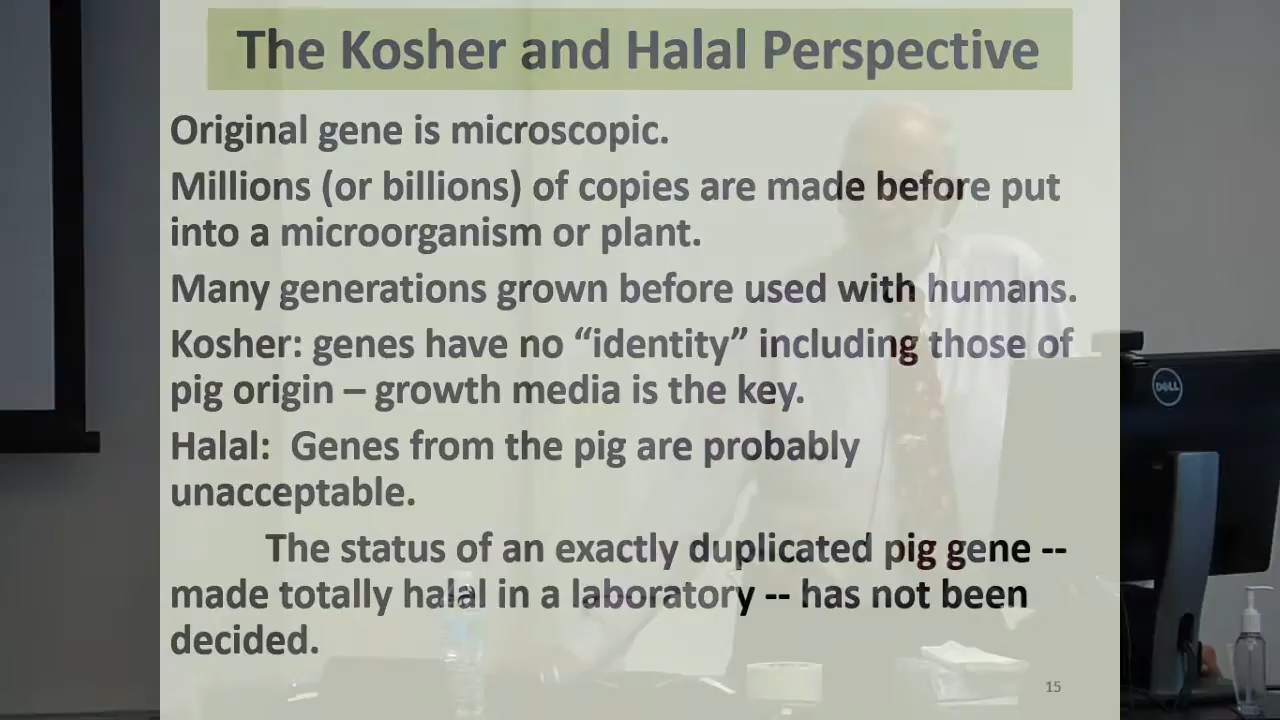 The Kosher and Halal Perspective
Original gene is microscopic.
Millions (or billions) of copies are made before put
into a microorganism or plant.
Many generations grown before used with humans.
Kosher: genes have no “identity” including those of
pig origin – growth media is the key.
Halal:  Genes from the pig are probably
unacceptable.
The status of an exactly duplicated pig gene --
made totally halal in a laboratory -- has not been
decided.
15
DELL